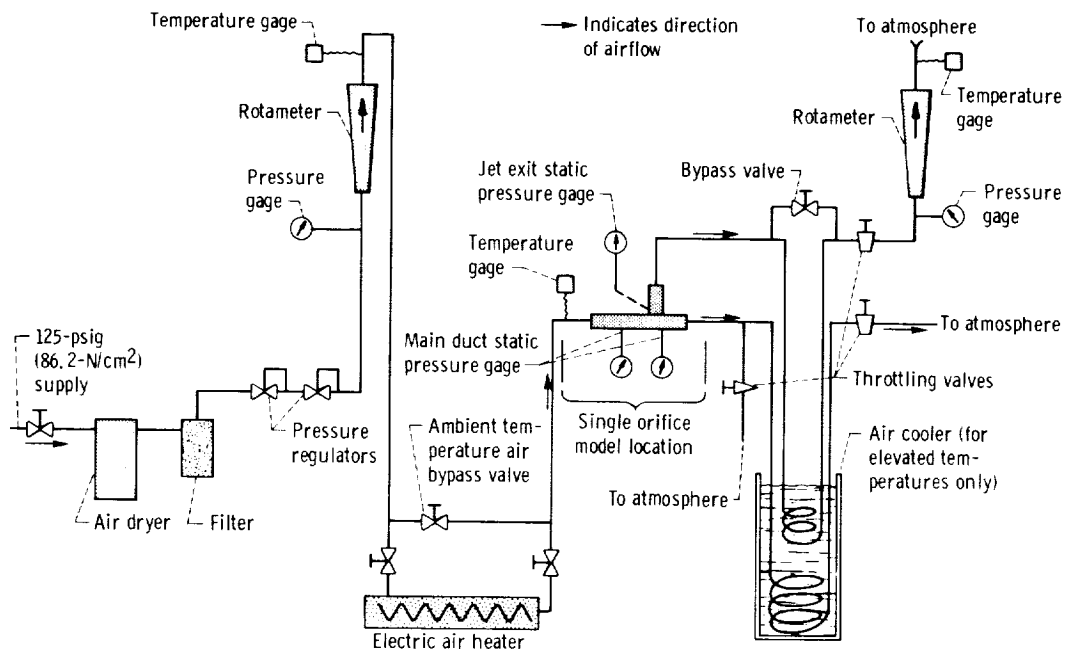 Temperature gage
Indicates direction
of airflow
To atmosphere
Rotameter
Temperature
gage
Rotameter
Pressure
gage
Jet exit static
pressure gage
Bypass valve
Pressure
gage
Temperature
gage
125-psig
(86.2-N/cm2)
supply
Main duct static
pressure gage
To atmosphere
Throttling valves
Pressure
regulators
Ambient tem-
perature air
bypass valve
Single orifice
model location
Air cooler (for
elevated tem-
peratures only)
To atmosphere
Air dryer
Filter
Electric air heater